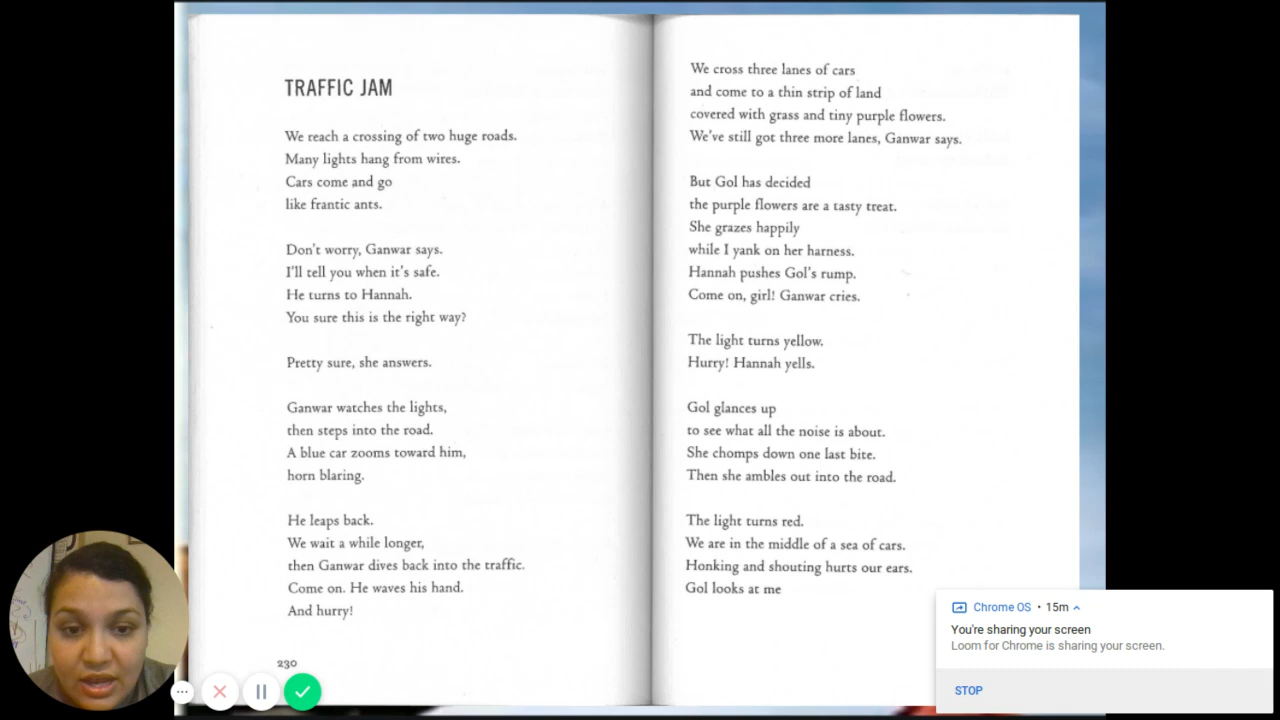 TRAFFIC JAM
We reach a crossing of two huge roads.
Many lights hang from wires.
Cars come and go
like frantic ants.
Don't worry, Ganwar says.
I'll tell you when it's safe.
He turns to Hannah.
You sure this is the right way?
Pretty sure, she answers.
Ganwar watches the lights,
then steps into the road.
A blue car zooms toward him,
horn blaring.
He leaps back.
We wait a while longer,
then Ganwar dives back into the traffic.
Come on. He waves his hand.
And hurry!
230
We cross three lanes of cars
and come to a thin strip of land
covered with grass and tiny purple flowers.
We've still got three more lanes, Ganwar says.
But Gol has decided
the purple flowers are a tasty treat.
She grazes happily
while I yank on her harness.
Hannah pushes Gol's rump.
Come on, girl! Ganwar cries.
The light turns yellow.
Hurry! Hannah yells.
Gol glances up
to see what all the noise is about.
She chomps down one last bite.
Then she ambles out into the road.
The light turns red.
We are in the middle of a sea of cars.
Honking and shouting hurts our ears.
Gol looks at me
Chrome OS • 15m
You're sharing your screen
Loom for Chrome is sharing your screen.
STOP